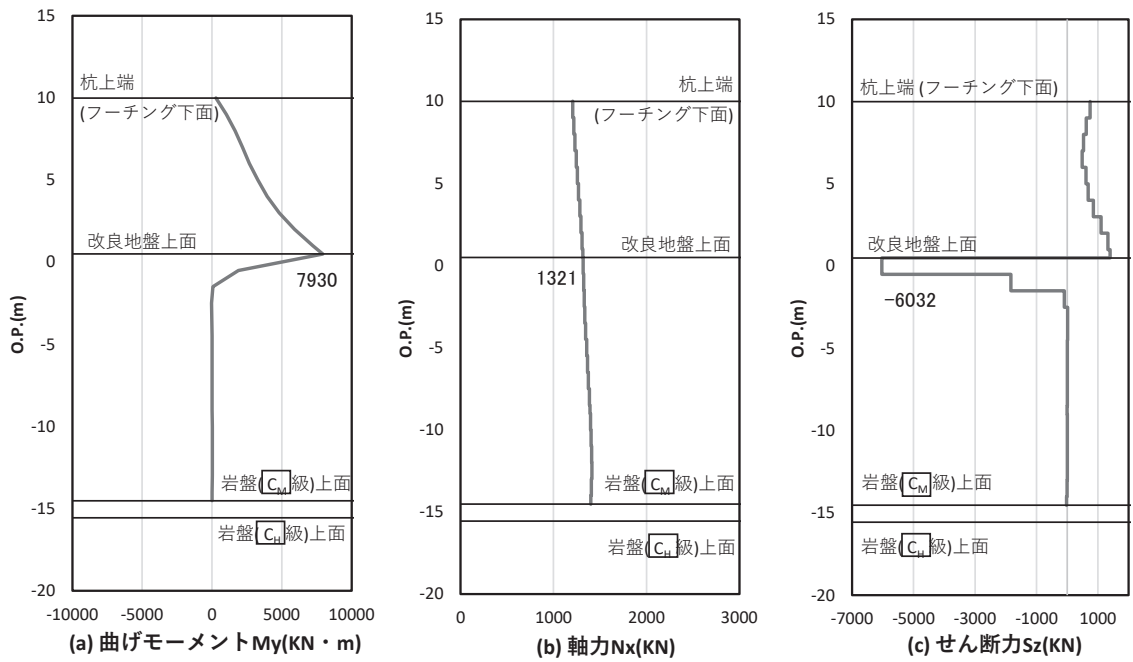 15
10
5
0
-5
-10
-15
-20
O.P.(m)
杭上端
(フーチング下面)
改良地盤上面
7930
岩盤(CM級)上面
岩盤(CH級)上面
-10000 -5000 0 5000 10000
(a) 曲げモーメントMy(KN・m)
15
10
5
0
-5
-10
-15
-20
O.P.(m)
杭上端
(フーチング下面)
改良地盤上面
1321
岩盤(CM級)上面
岩盤(CH級)上面
0 1000 2000 3000
(b) 軸力Nx(KN)
15
10
5
0
-5
-10
-15
-20
O.P.(m)
杭上端 (フーチング下面)
改良地盤上面
-6032
岩盤(CM級)上面
岩盤(CH級)上面
-7000 -5000 -3000 -1000 1000
(c) せん断力Sz(KN)